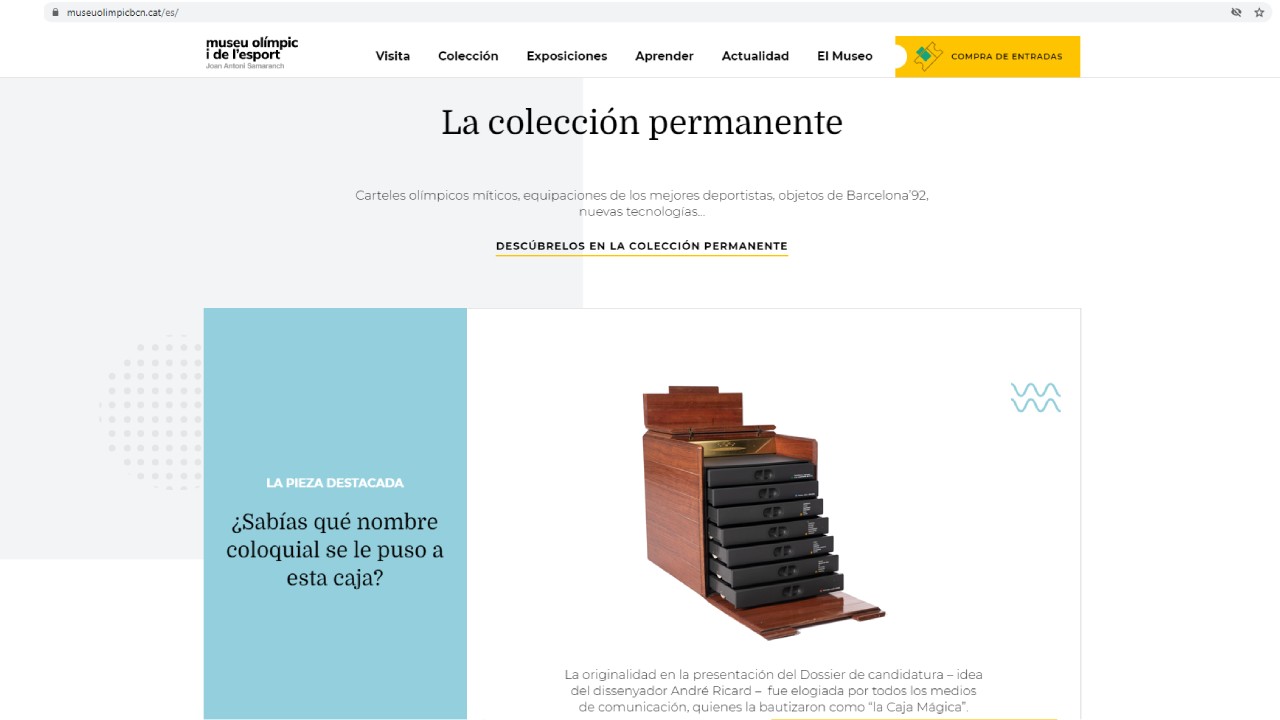 museuolimpicbcn.cat/es/
museu olímpic
i de l'esport
Joan Antoni Samaranch
Visita
Colección
Exposiciones
Aprender
Actualidad
El Museo
COMPRA DE ENTRADAS
La colección permanente
Carteles olímpicos míticos, equipaciones de los mejores deportistas, objetos de Barcelona'92,
nuevas tecnologías...
DESCÚBRELOS EN LA COLECCIÓN PERMANENTE
LA PIEZA DESTACADA
¿Sabías qué nombre
coloquial se le puso a
esta caja?
La originalidad en la presentación del Dossier de candidatura – idea
del dissenyador André Ricard – fue elogiada por todos los medios
de comunicación, quienes la bautizaron como “la Caja Mágica”.